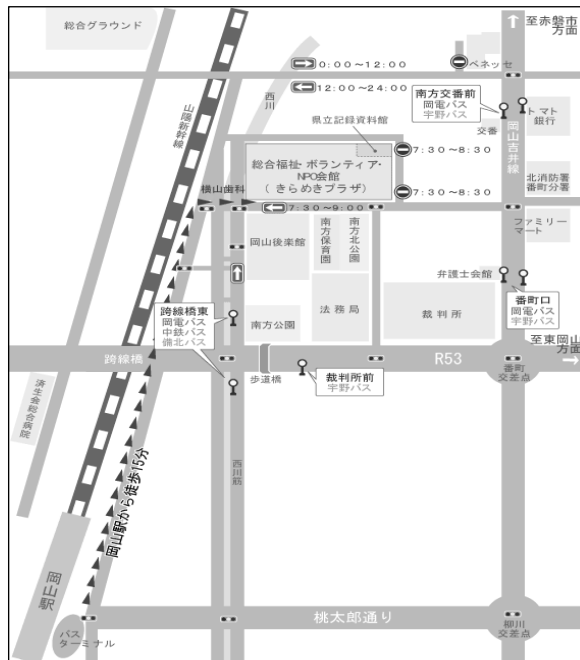 総合グラウンド
至赤磐市
方面
0:00～12:00
ベネッセ
12:00～24:00
西川
山陽新幹線
南方交番前
岡電バス
宇野バス
交番
トマト
銀行
岡山吉井線
県立記録資料館
7:30～8:30
総合福祉・ボランティア・
NPO会館
（きらめきプラザ）
北消防署
番町分署
横山歯科
7:30～8:30
7:30～9:00
ファミリー
マート
岡山後楽館
南方保育園
南方北公園
弁護士会館
跨線橋東
岡電バス
中鉄バス
備北バス
南方公園
法務局
裁判所
番町口
岡電バス
宇野バス
至東岡山
方面
跨線橋
R53
歩道橋
裁判所前
宇野バス
番町
交差点
済生会総合病院
岡山駅から徒歩15分
西川筋
岡山駅
桃太郎通り
バス
ターミナル
柳川
交差点